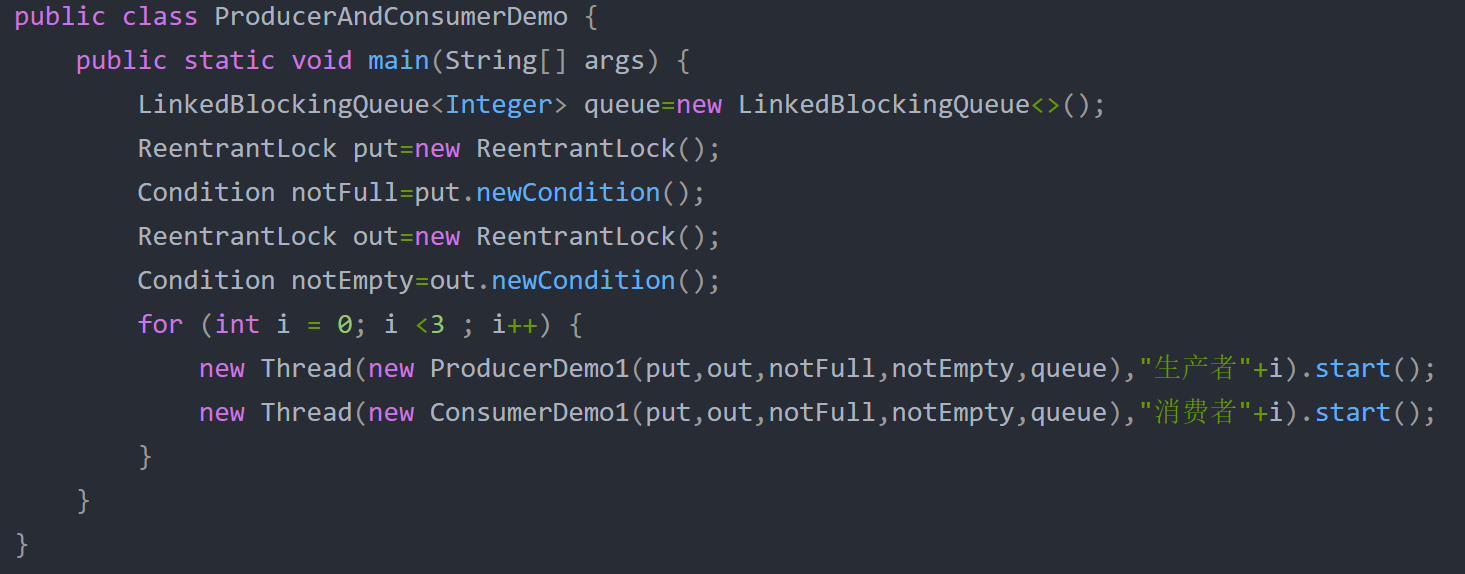 public class ProducerAndConsumerDemo {
    public static void main(String[] args) {
        LinkedBlockingQueue<Integer> queue=new LinkedBlockingQueue<>();
        ReentrantLock put=new ReentrantLock();
        Condition notFull=put.newCondition();
        ReentrantLock out=new ReentrantLock();
        Condition notEmpty=out.newCondition();
        for (int i = 0; i <3 ; i++) {
            new Thread(new ProducerDemo1(put,out,notFull,notEmpty,queue),"生产者"+i).start();
            new Thread(new ConsumerDemo1(put,out,notFull,notEmpty,queue),"消费者"+i).start();
        }
    }
}